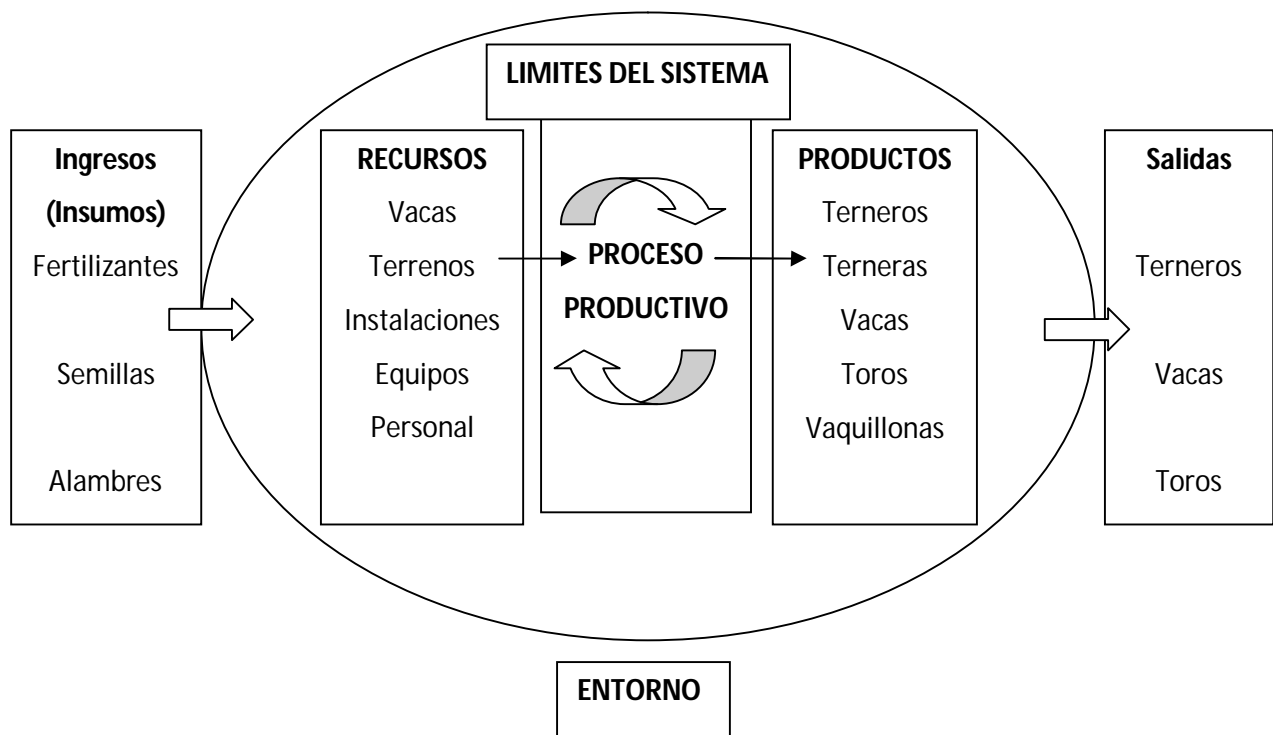 LIMITES DEL SISTEMA
Ingresos
(Insumos)
Fertilizantes
Semillas
Alambres
RECURSOS
Vacas
Terrenos
Instalaciones
Equipos
Personal
PROCESO
PRODUCTIVO
PRODUCTOS
Terneros
Terneras
Vacas
Toros
Vaquillonas
Salidas
Terneros
Vacas
Toros
ENTORNO